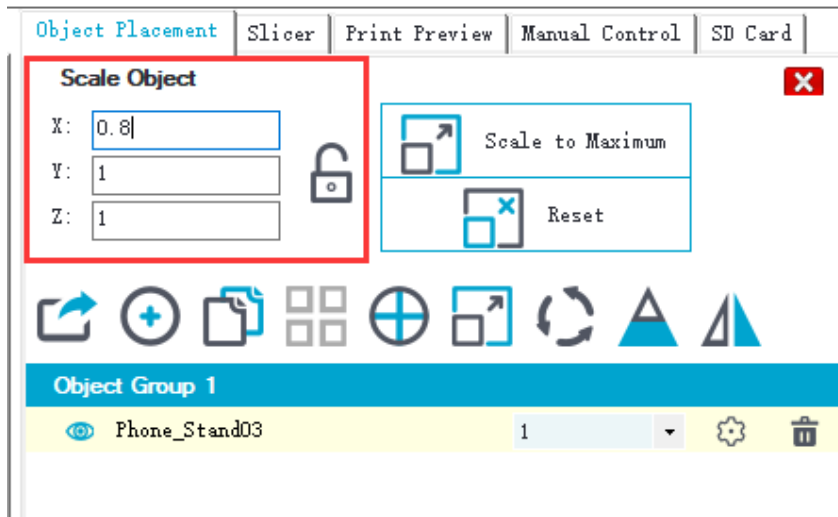 Object Placement Slicer Print Preview Manual Control SD Card
Scale Object
X: 0.8
Y: 1
Z: 1
Scale to Maximum
Reset
Object Group 1
Phone_Stand03 1